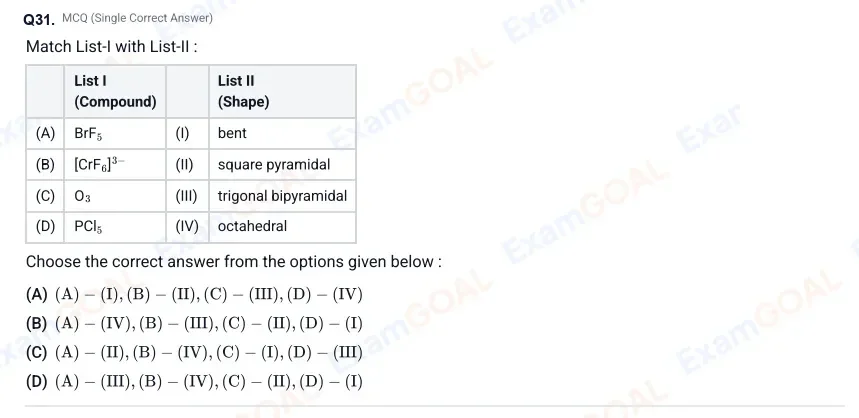 Q31. MCQ (Single Correct Answer)
Match List-I with List-II :
List I (Compound) List II (Shape)
(A) BrF₅ (I) bent
(B) [CrF₆]³⁻ (II) square pyramidal
(C) O₃ (III) trigonal bipyramidal
(D) PCl₅ (IV) octahedral
Choose the correct answer from the options given below :
(A) (A) − (I), (B) − (II), (C) − (III), (D) − (IV)
(B) (A) − (IV), (B) − (III), (C) − (II), (D) − (I)
(C) (A) − (II), (B) − (IV), (C) − (I), (D) − (III)
(D) (A) − (III), (B) − (IV), (C) − (II), (D) − (I)
ExamGOAL